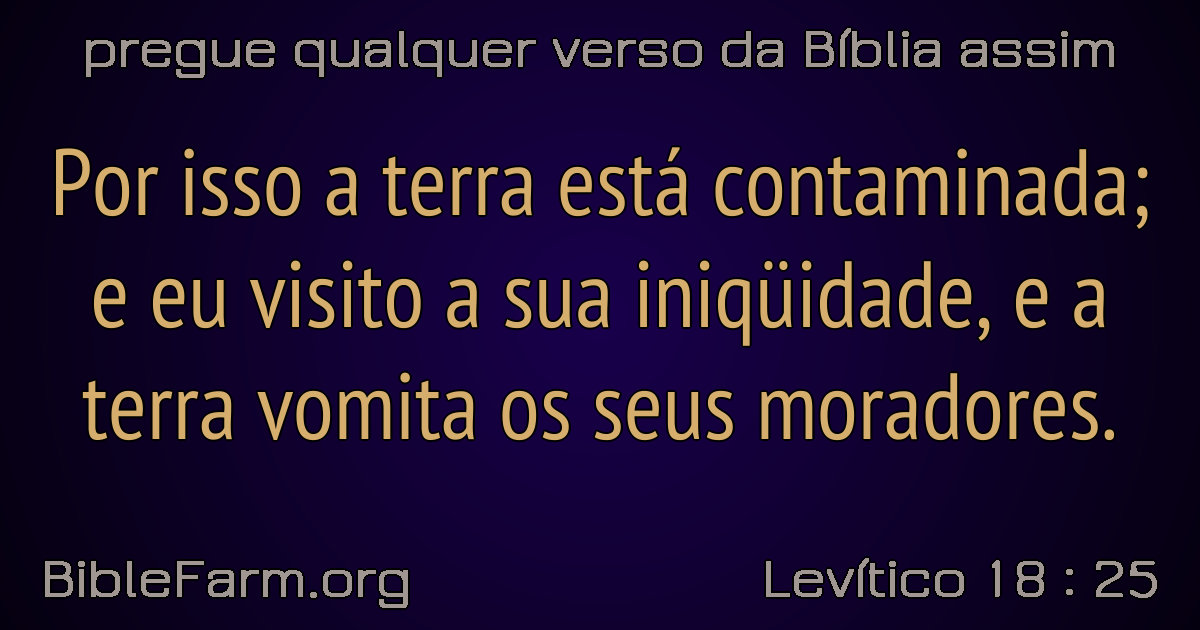 pregue qualquer verso da Bíblia assim
Por isso a terra está contaminada;
e eu visito a sua iniqüidade, e a
terra vomita os seus moradores.
BibleFarm.org
Levítico 18 : 25